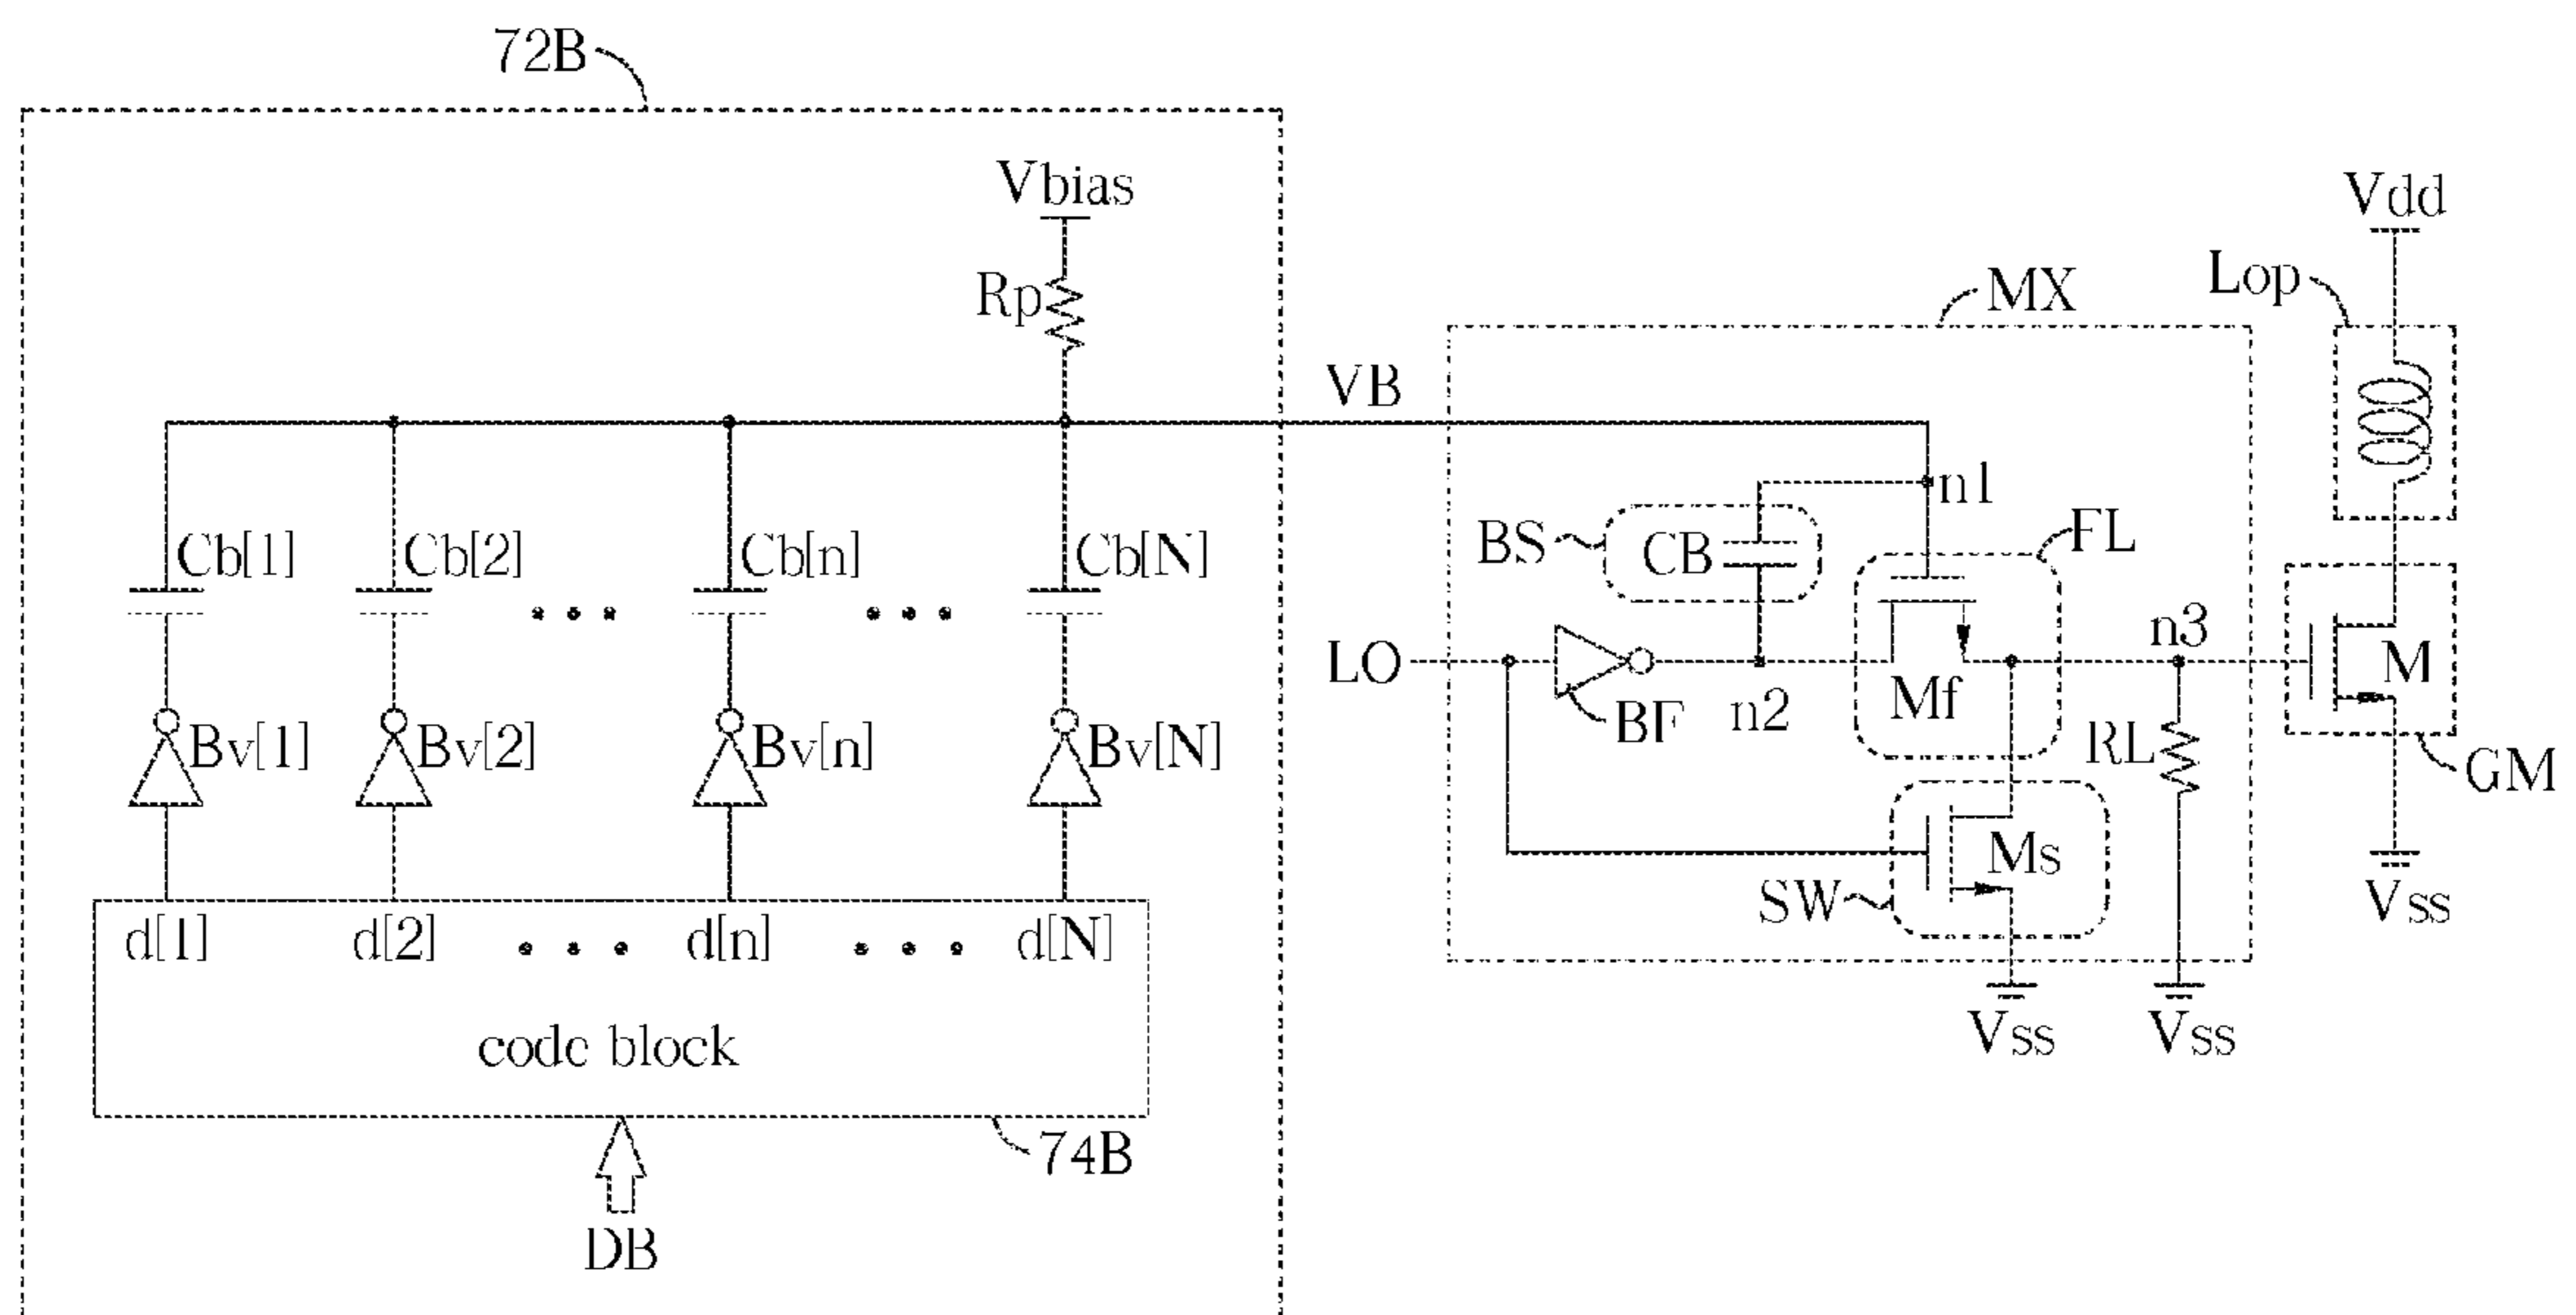 72B
Vbias
Rp
VB
MX
Vdd
Lop
Cb[1]
Cb[2]
Cb[n]
Cb[N]
n1
BS
CB
FL
LO
BF
n2
Mf
n3
M
RL
GM
Bv[1]
Bv[2]
Bv[n]
Bv[N]
Ms
SW
Vss
Vss
Vss
d[1]
d[2]
• • •
d[n]
• • •
d[N]
code block
74B
DB